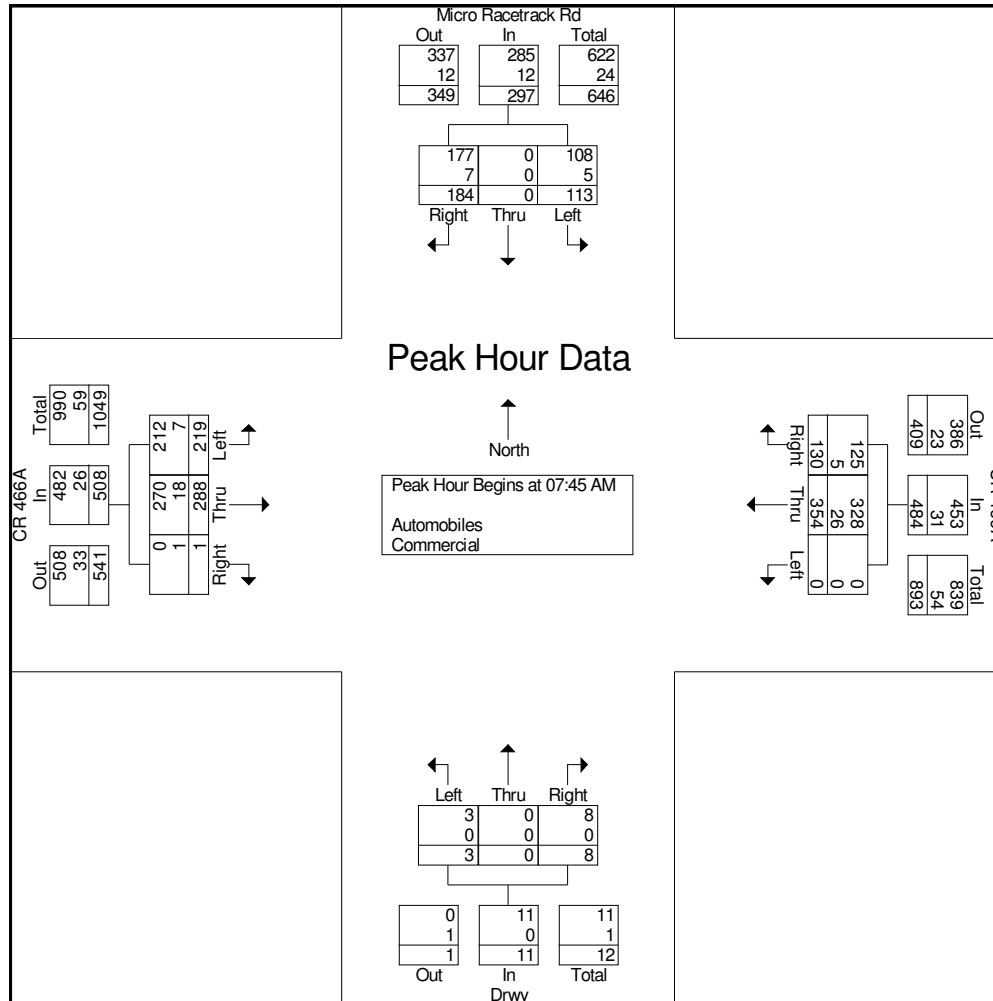 Micro Racetrack Rd
Out In Total
337 285 622
12 12 24
349 297 646
177 0 108
7 0 5
184 0 113
Right Thru Left
Peak Hour Data
North
Peak Hour Begins at 07:45 AM
Automobiles
Commercial
CR 466A
Total In Out
990 482 508
59 26 33
1049 508 541
212 270 0
7 18 1
219 288 1
Left Thru Right
Out In Total
386 453 839
23 31 54
409 484 893
125 328 0
5 26 0
130 354 0
Right Thru Left
Left Thru Right
3 0 8
0 0 0
3 0 8
0 11 11
1 0 1
1 11 12
Out In Total
Drwy